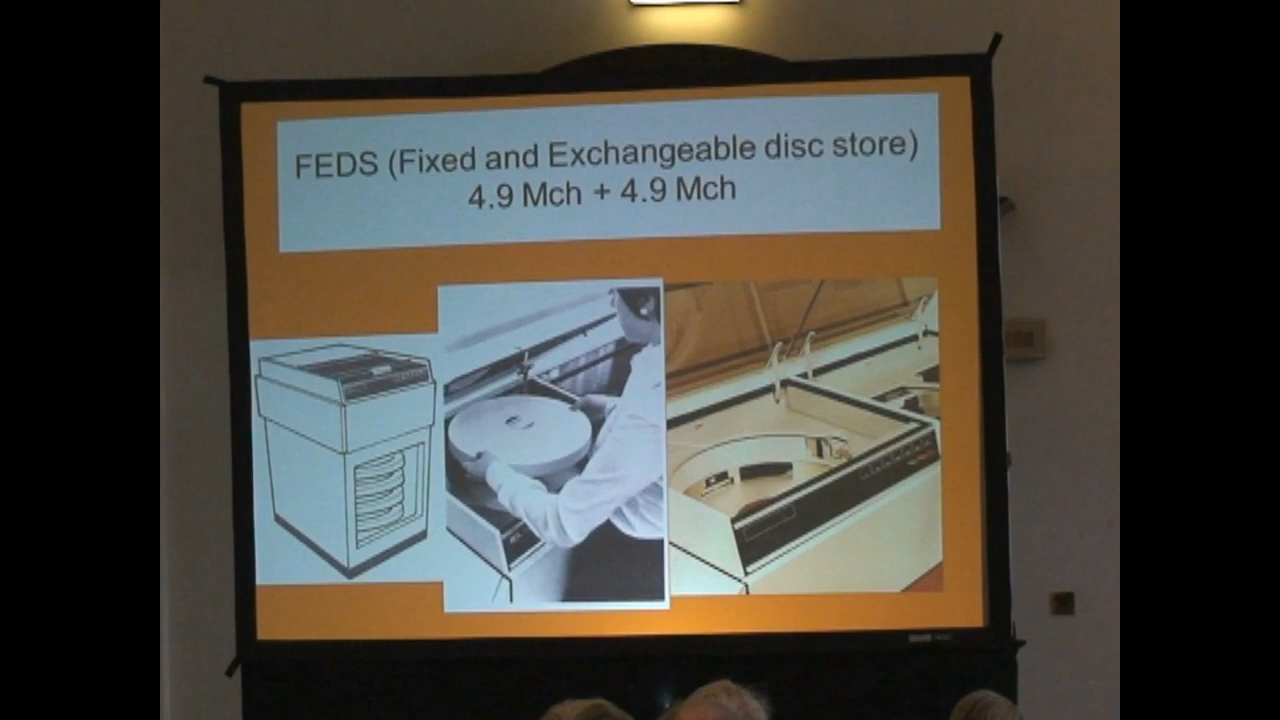 FEDS (Fixed and Exchangeable disc store)
4.9 Mch + 4.9 Mch